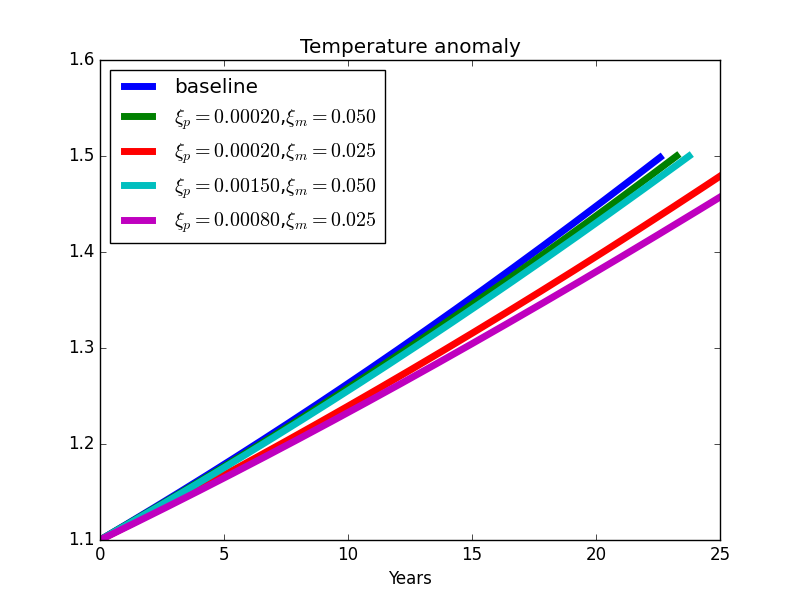 Temperature anomaly
1.6
baseline
ξp = 0.00020,ξm = 0.050
ξp = 0.00020,ξm = 0.025
ξp = 0.00150,ξm = 0.050
ξp = 0.00080,ξm = 0.025
1.5
1.4
1.3
1.2
1.1
0 5 10 15 20 25
Years